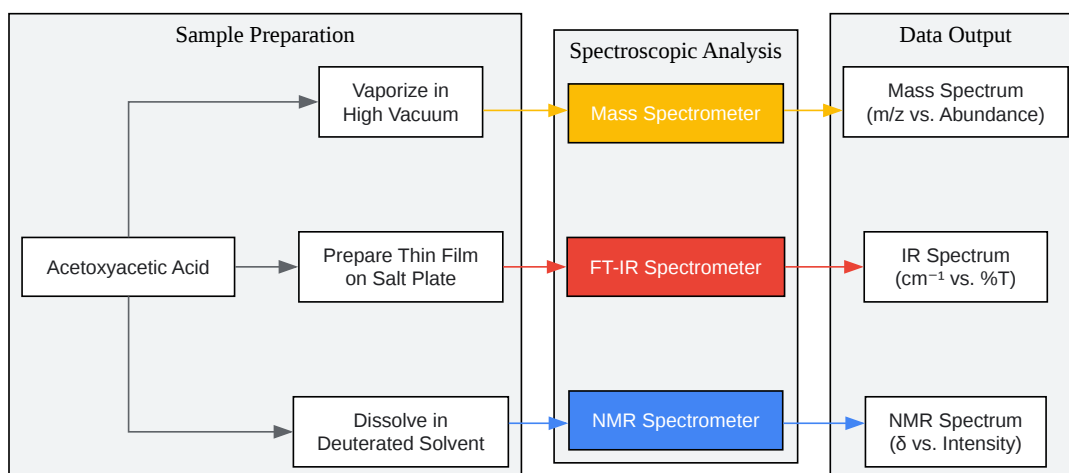 Sample Preparation
Spectroscopic Analysis
Data Output
Vaporize in
High Vacuum
Mass Spectrometer
Mass Spectrum
(m/z vs. Abundance)
Acetoxyacetic Acid
Prepare Thin Film
on Salt Plate
FT-IR Spectrometer
IR Spectrum
(cm⁻¹ vs. %T)
Dissolve in
Deuterated Solvent
NMR Spectrometer
NMR Spectrum
(δ vs. Intensity)